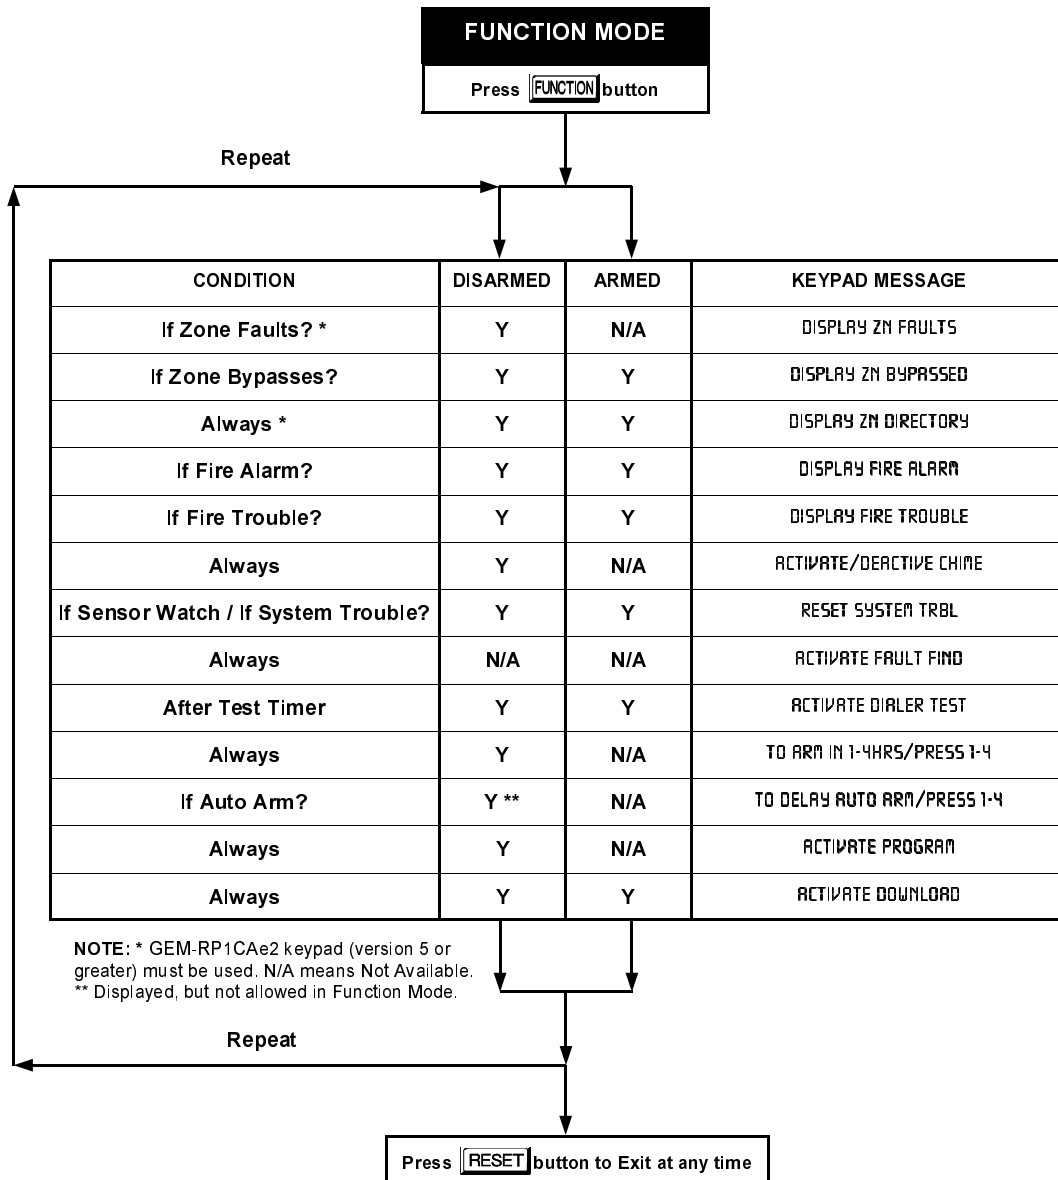 FUNCTION MODE
Press FUNCTION button
Repeat
CONDITION DISARMED ARMED KEYPAD MESSAGE
If Zone Faults? * Y N/A DISPLAY ZN FAULTS
If Zone Bypasses? Y Y DISPLAY ZN BYPASSED
Always * Y Y DISPLAY ZN DIRECTORY
If Fire Alarm? Y Y DISPLAY FIRE ALARM
If Fire Trouble? Y Y DISPLAY FIRE TROUBLE
Always Y N/A ACTIVATE/DEACTIVE CHIME
If Sensor Watch / If System Trouble? Y Y RESET SYSTEM TRBL
Always N/A N/A ACTIVATE FAULT FIND
After Test Timer Y Y ACTIVATE DIALER TEST
Always Y N/A TO ARM IN 1-4HRS/PRESS 1-4
If Auto Arm? Y ** N/A TO DELAY AUTO ARM/PRESS 1-4
Always Y N/A ACTIVATE PROGRAM
Always Y Y ACTIVATE DOWNLOAD
NOTE: * GEM-RP1CAe2 keypad (version 5 or
greater) must be used. N/A means Not Available.
** Displayed, but not allowed in Function Mode.
Repeat
Press RESET button to Exit at any time